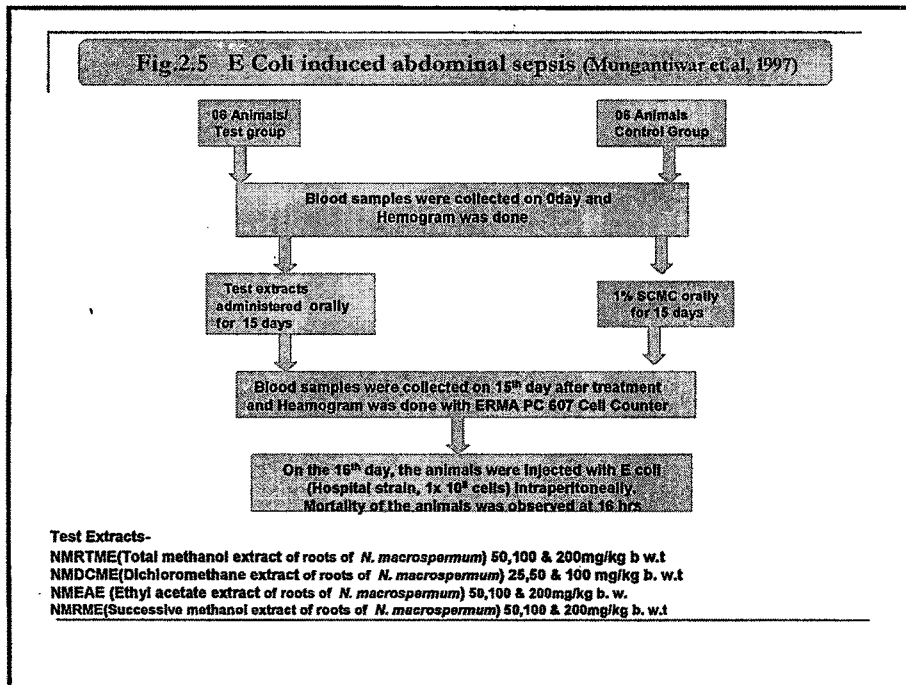 Fig.2.5 E Coli induced abdominal sepsis (Mungantiwar et.al, 1997)
06 Animals/
Test group
06 Animals
Control Group
Blood samples were collected on 0day and
Hemogram was done
Test extracts
administered orally
for 15 days
1% SCMC orally
for 15 days
Blood samples were collected on 15th day after treatment
and Heamogram was done with ERMA PC 607 Cell Counter
On the 16th day, the animals were injected with E coli
(Hospital strain, 1x 10⁸ cells) Intraperitoneally.
Mortality of the animals was observed at 16 hrs
Test Extracts-
NMRTME(Total methanol extract of roots of N. macrospermum) 50,100 & 200mg/kg b w.t
NMDCME(Dichloromethane extract of roots of N. macrospermum) 25,50 & 100 mg/kg b. w.t
NMEAE (Ethyl acetate extract of roots of N. macrospermum) 50,100 & 200mg/kg b. w.
NMRME(Successive methanol extract of roots of N. macrospermum) 50,100 & 200mg/kg b. w.t